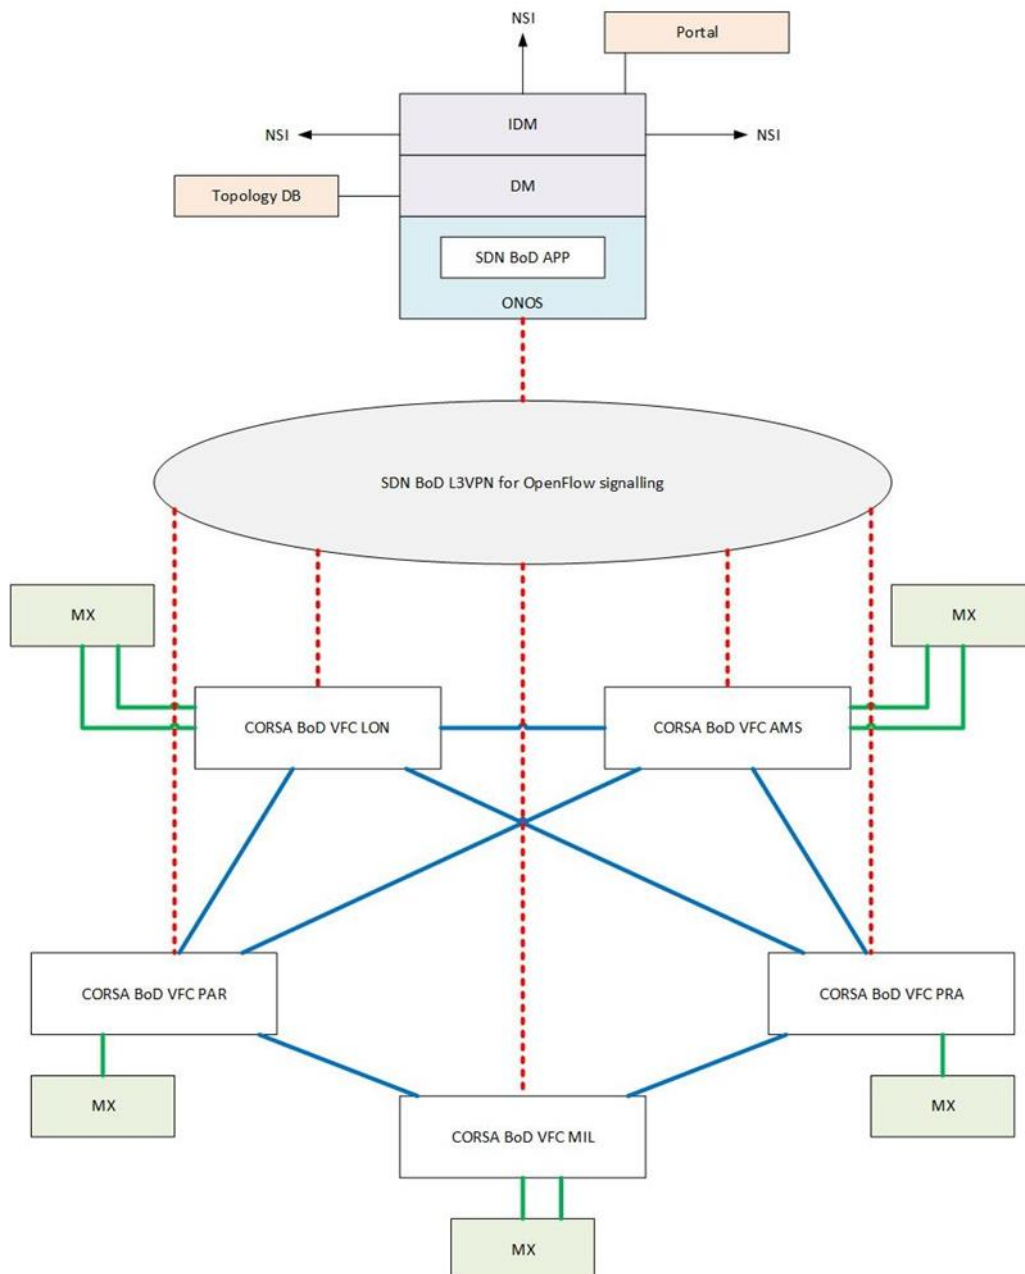 NSI
Portal
IDM
NSI
NSI
DM
Topology DB
SDN BoD APP
ONOS
SDN BoD L3VPN for OpenFlow signalling
MX
MX
CORSA BoD VFC LON
CORSA BoD VFC AMS
CORSA BoD VFC PAR
CORSA BoD VFC PRA
MX
MX
CORSA BoD VFC MIL
MX